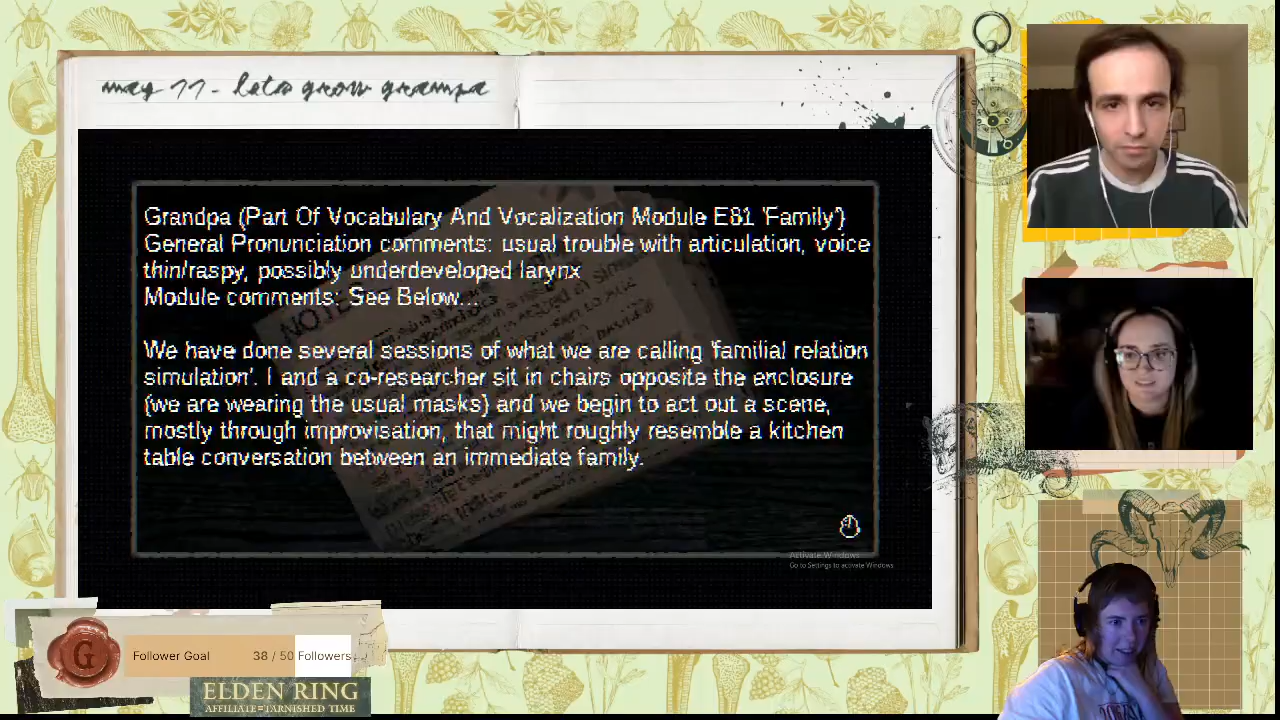 may 11 - lets grow grampa
Grandpa (Part Of Vocabulary And Vocalization Module E81 'Family')
General Pronunciation comments: usual trouble with articulation, voice
thin/raspy, possibly underdeveloped larynx
Module comments: See Below...
We have done several sessions of what we are calling 'familial relation
simulation'. I and a co-researcher sit in chairs opposite the enclosure
(we are wearing the usual masks) and we begin to act out a scene,
mostly through improvisation, that might roughly resemble a kitchen
table conversation between an immediate family.
Activate Windows
Go to Settings to activate Windows
G
Follower Goal 38 / 50 Followers
ELDEN RING
AFFILIATE=TARNISHED TIME